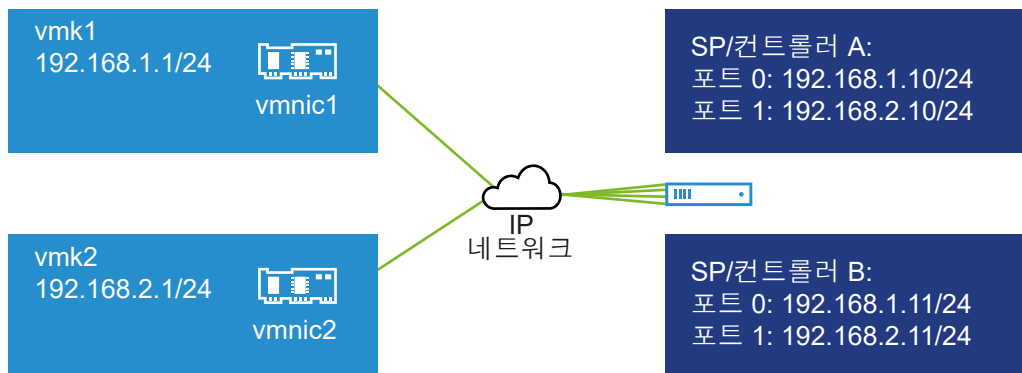 vmk1
192.168.1.1/24
vmnic1
SP/컨트롤러 A:
포트 0: 192.168.1.10/24
포트 1: 192.168.2.10/24
IP
네트워크
vmk2
192.168.2.1/24
vmnic2
SP/컨트롤러 B:
포트 0: 192.168.1.11/24
포트 1: 192.168.2.11/24